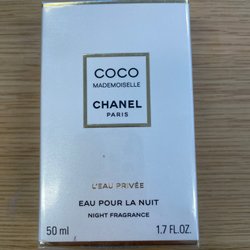 COCO
MADEMOISELLE
CHANEL
PARIS
L'EAU PRIVÉE
EAU POUR LA NUIT
NIGHT FRAGRANCE
50 ml 1.7 FL.OZ.